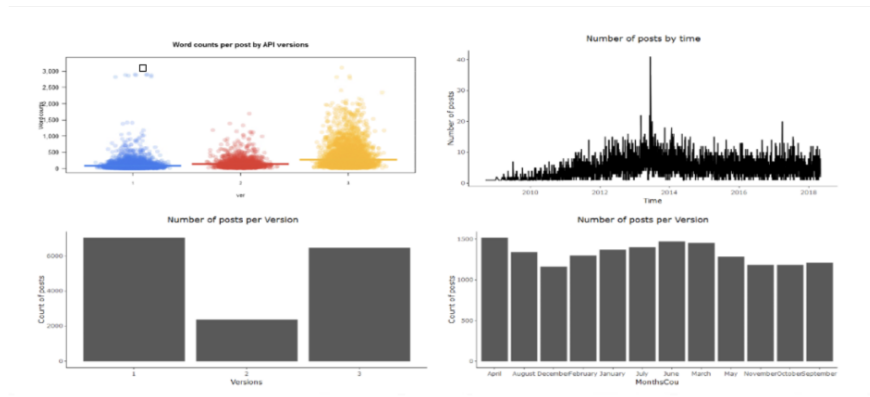 Word counts per post by API versions
3,000
2,500
2,000
1,500
1,000
500
0
1
2
3
ver
Number of posts by time
Number of posts
40
30
20
10
0
2010
2012
2014
2016
2018
Time
Number of posts per Version
Count of posts
6000
4000
2000
0
1
2
3
Versions
Number of posts per Version
Count of posts
1500
1000
500
0
April
August
December
February
January
July
June
March
May
November
October
September
MonthsCou